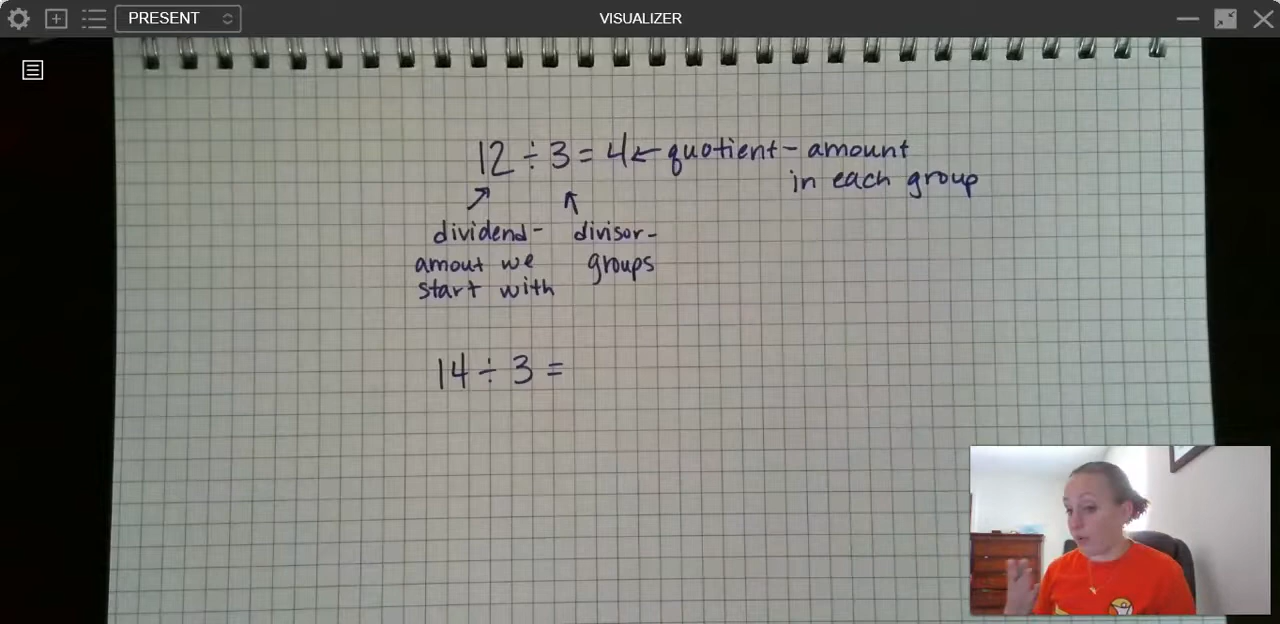 PRESENT
VISUALIZER
12 ÷ 3 = 4 ← quotient - amount
in each group
dividend - divisor -
amout we groups
start with
14 ÷ 3 =